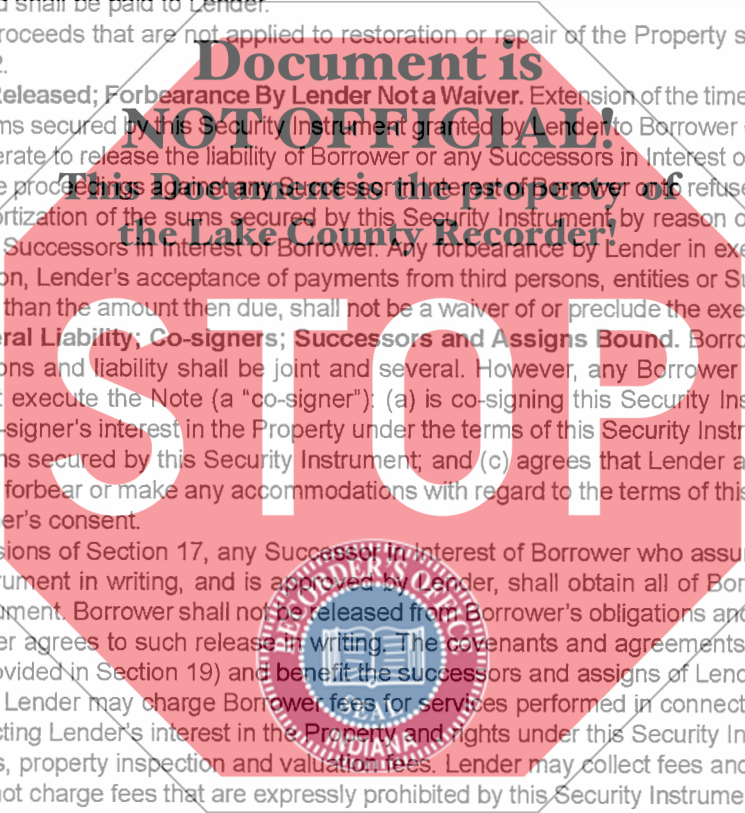 d shall be paid to Lender.
roceeds that are not applied to restoration or repair of the Property s
2.
Released; Forbearance By Lender Not a Waiver. Extension of the time
ms secured by this Security Instrument granted by Lender to Borrower
erate to release the liability of Borrower or any Successors in Interest o
e proceedings against any Successor in Interest of Borrower or to refuse
ortization of the sums secured by this Security Instrument by reason o
Successors in Interest of Borrower. Any forbearance by Lender in exe
on, Lender's acceptance of payments from third persons, entities or S
than the amount then due, shall not be a waiver of or preclude the exe
ral Liability; Co-signers; Successors and Assigns Bound. Borro
ons and liability shall be joint and several. However, any Borrower
t execute the Note (a "co-signer"): (a) is co-signing this Security Ins
-signer's interest in the Property under the terms of this Security Instr
ms secured by this Security Instrument; and (c) agrees that Lender a
forbear or make any accommodations with regard to the terms of this
er's consent.
sions of Section 17, any Successor in Interest of Borrower who assu
rument in writing, and is approved by Lender, shall obtain all of Bor
ument. Borrower shall not be released from Borrower's obligations and
er agrees to such release in writing. The covenants and agreements
ovided in Section 19) and benefit the successors and assigns of Lend
Lender may charge Borrower fees for services performed in connect
cting Lender's interest in the Property and rights under this Security In
s, property inspection and valuation fees. Lender may collect fees and
not charge fees that are expressly prohibited by this Security Instrume
Document is
NOT OFFICIAL!
This Document is the property of
the Lake County Recorder!
STOP
RECORDER'S OFFICE
SEAL
INDIANA